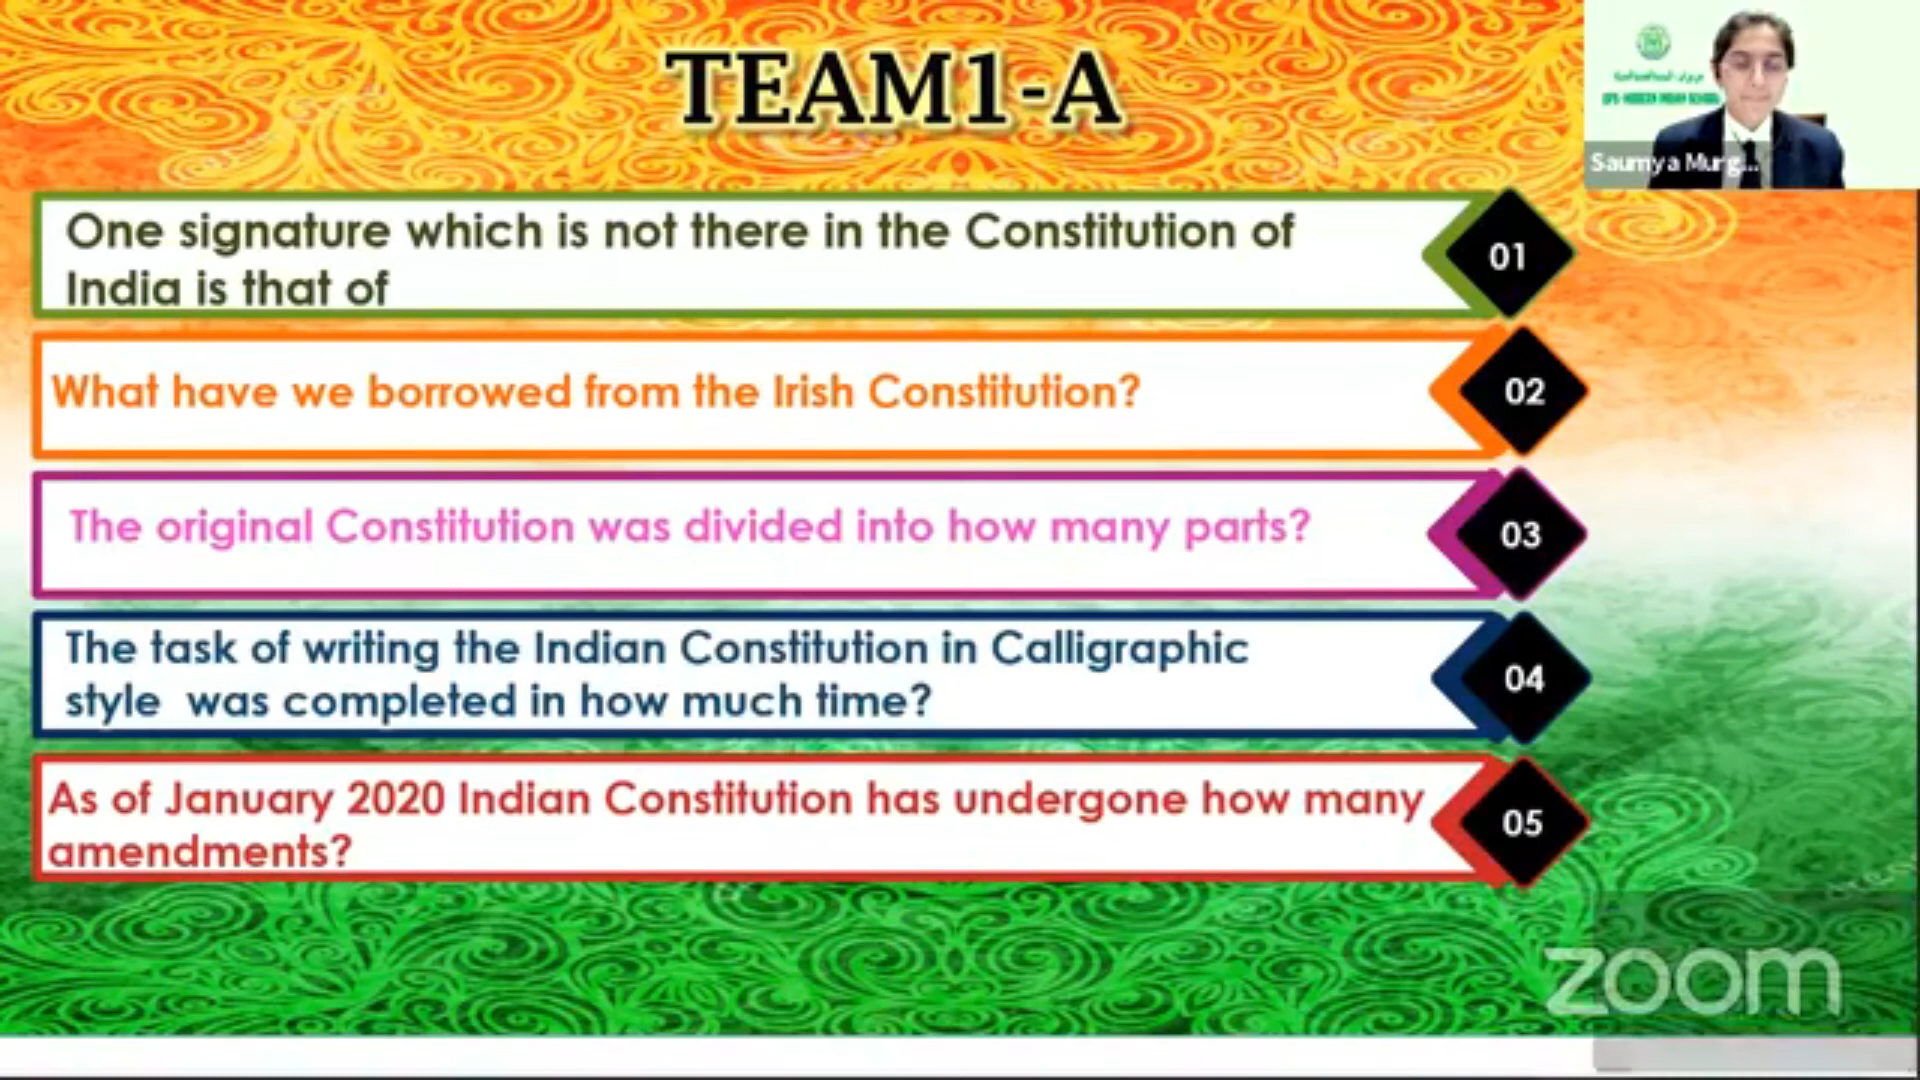 TEAM1-A
Saumya Murg...
One signature which is not there in the Constitution of
India is that of
01
What have we borrowed from the Irish Constitution?
02
The original Constitution was divided into how many parts?
03
The task of writing the Indian Constitution in Calligraphic
style was completed in how much time?
04
As of January 2020 Indian Constitution has undergone how many
amendments?
05
zoom